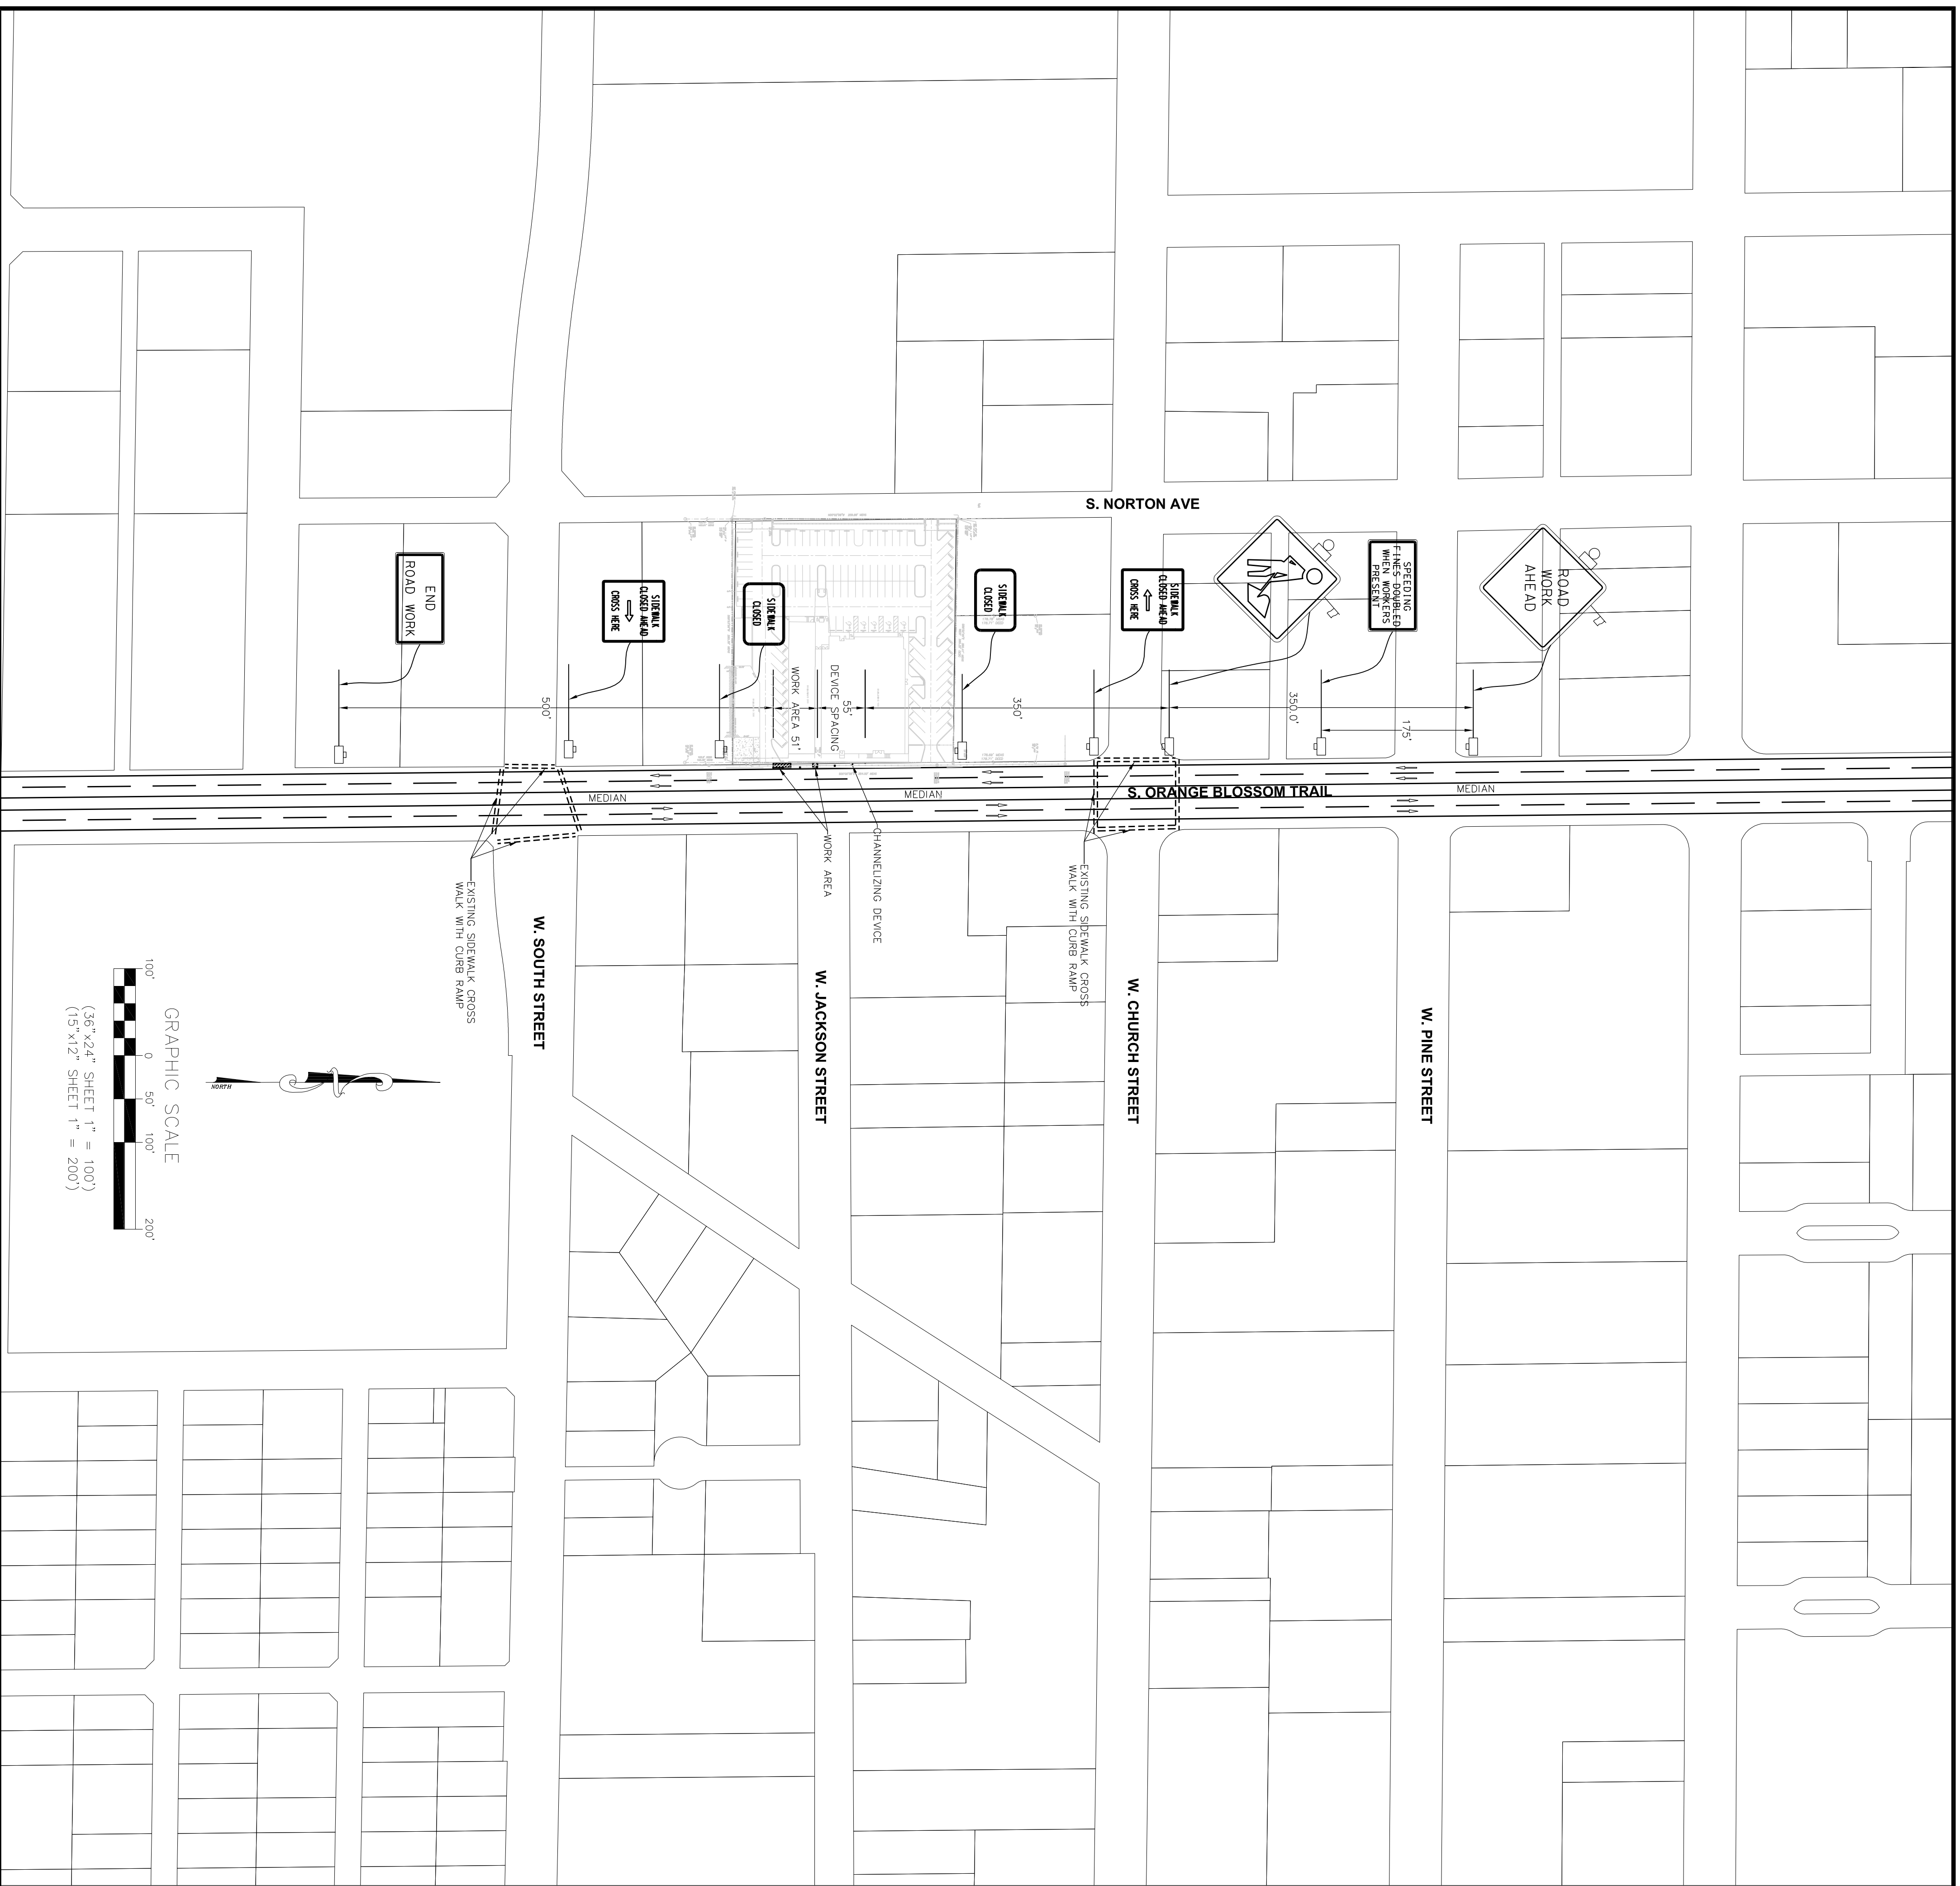 S. NORTON AVE
ROAD
WORK
AHEAD
SPEEDING
FINES DOUBLED
WHEN WORKERS
PRESENT
SIDEWALK
CLOSED AHEAD
CROSS HERE
SIDEWALK
CLOSED
SIDEWALK
CLOSED
SIDEWALK
CLOSED AHEAD
CROSS HERE
END
ROAD WORK
175'
350.0'
350'
55'
DEVICE SPACING
WORK AREA 51'
500'
MEDIAN
S. ORANGE BLOSSOM TRAIL
MEDIAN
MEDIAN
CHANNELIZING DEVICE
WORK AREA
EXISTING SIDEWALK CROSS
WALK WITH CURB RAMP
EXISTING SIDEWALK CROSS
WALK WITH CURB RAMP
W. PINE STREET
W. CHURCH STREET
W. JACKSON STREET
W. SOUTH STREET
NORTH
GRAPHIC SCALE
100' 0 50' 100' 200'
(36"x24" SHEET 1" = 100')
(15"x12" SHEET 1" = 200')